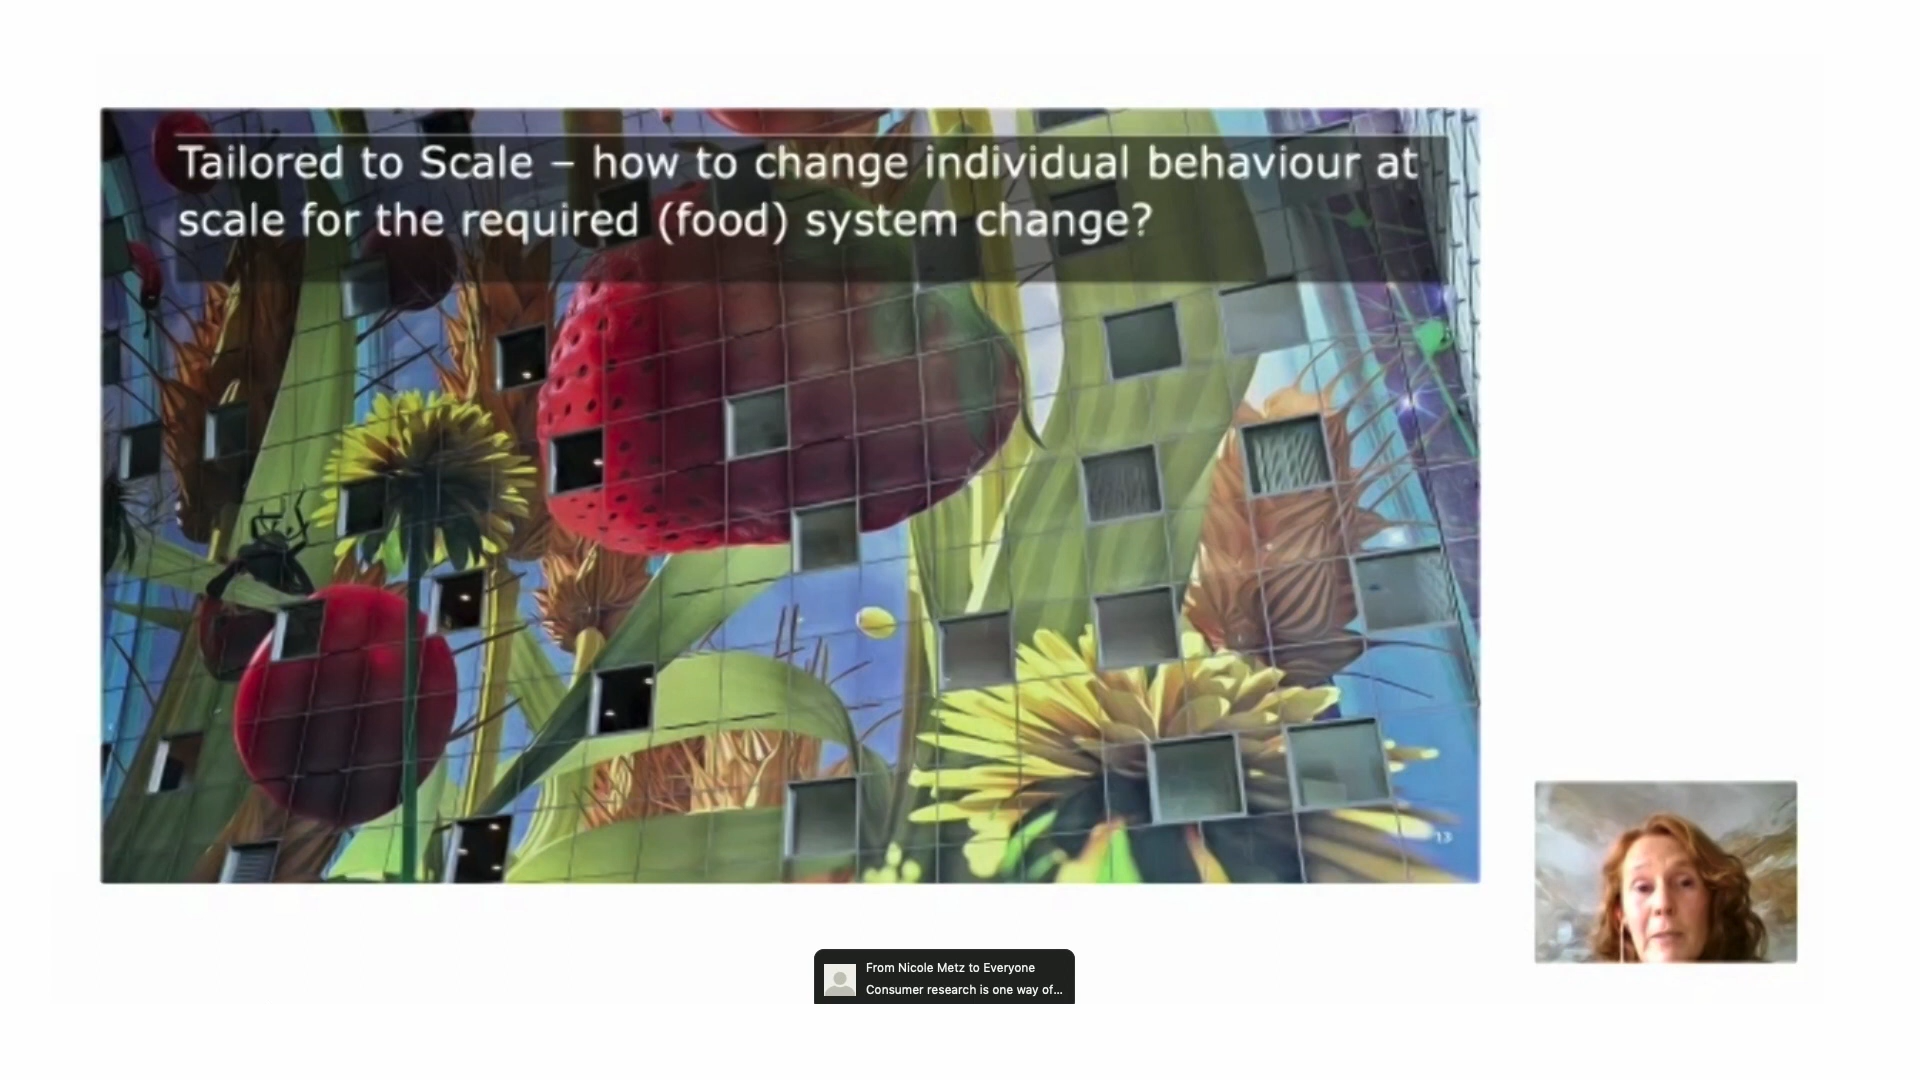 Tailored to Scale – how to change individual behaviour at
scale for the required (food) system change?
13
From Nicole Metz to Everyone
Consumer research is one way of...